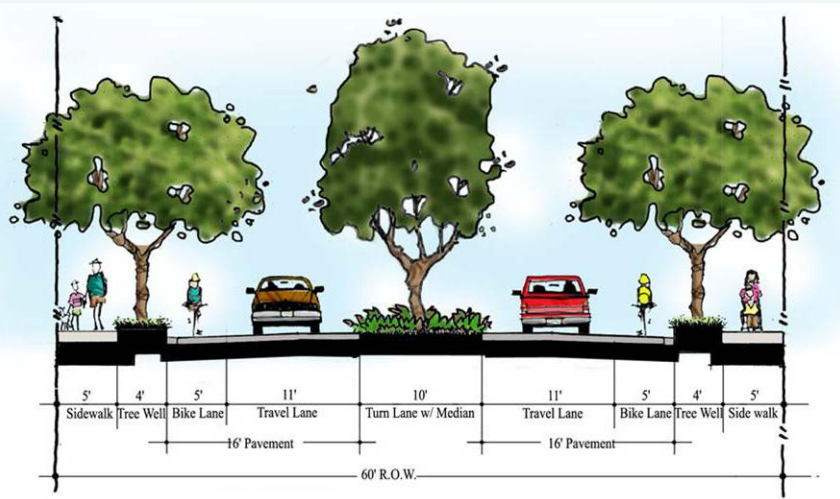 5' 4' 5' 11' 10' 11' 5' 4' 5'
Sidewalk Tree Well Bike Lane Travel Lane Turn Lane w/ Median Travel Lane Bike Lane Tree Well Side walk
16' Pavement 16' Pavement
60' R.O.W.